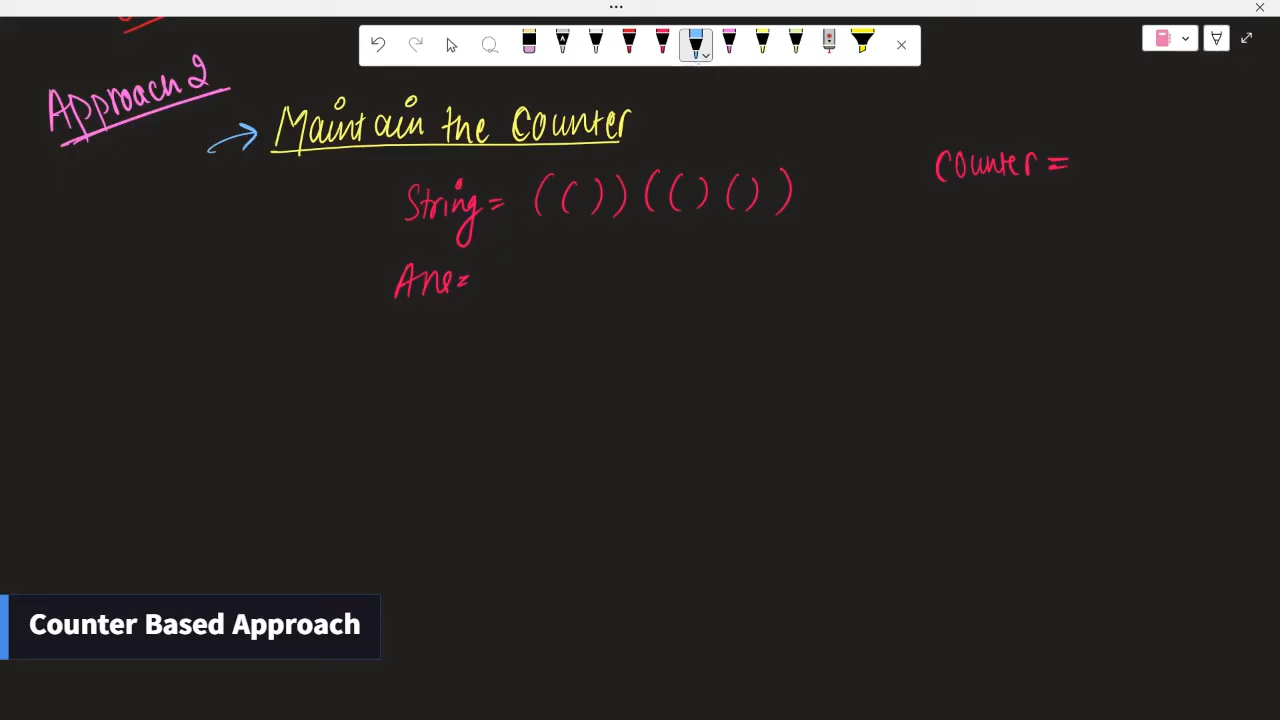 Approach 2
Maintain the Counter
Counter =
String = (())(()())
Ans=
Counter Based Approach